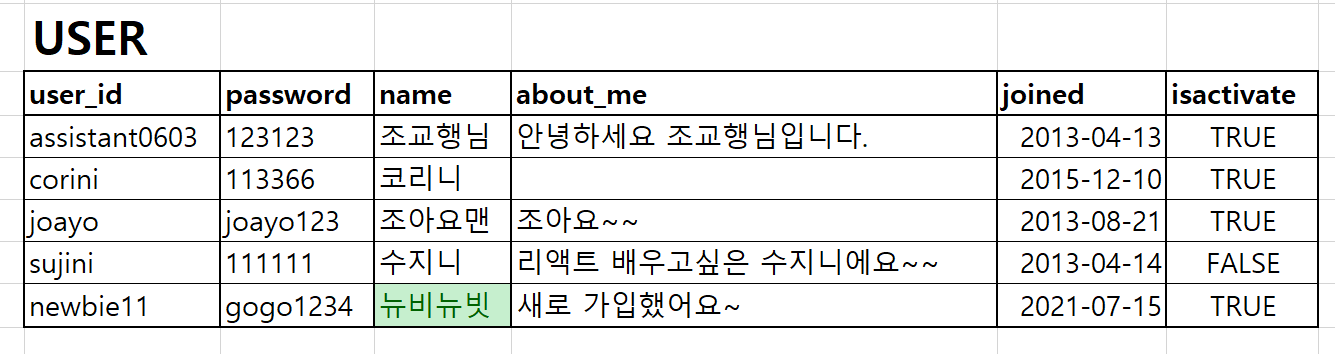 USER
user_id password name about_me joined isactivate
assistant0603 123123 조교행님 안녕하세요 조교행님입니다. 2013-04-13 TRUE
corini 113366 코리니 2015-12-10 TRUE
joayo joayo123 조아요맨 조아요~~ 2013-08-21 TRUE
sujini 111111 수지니 리액트 배우고싶은 수지니에요~~ 2013-04-14 FALSE
newbie11 gogo1234 뉴비뉴빗 새로 가입했어요~ 2021-07-15 TRUE